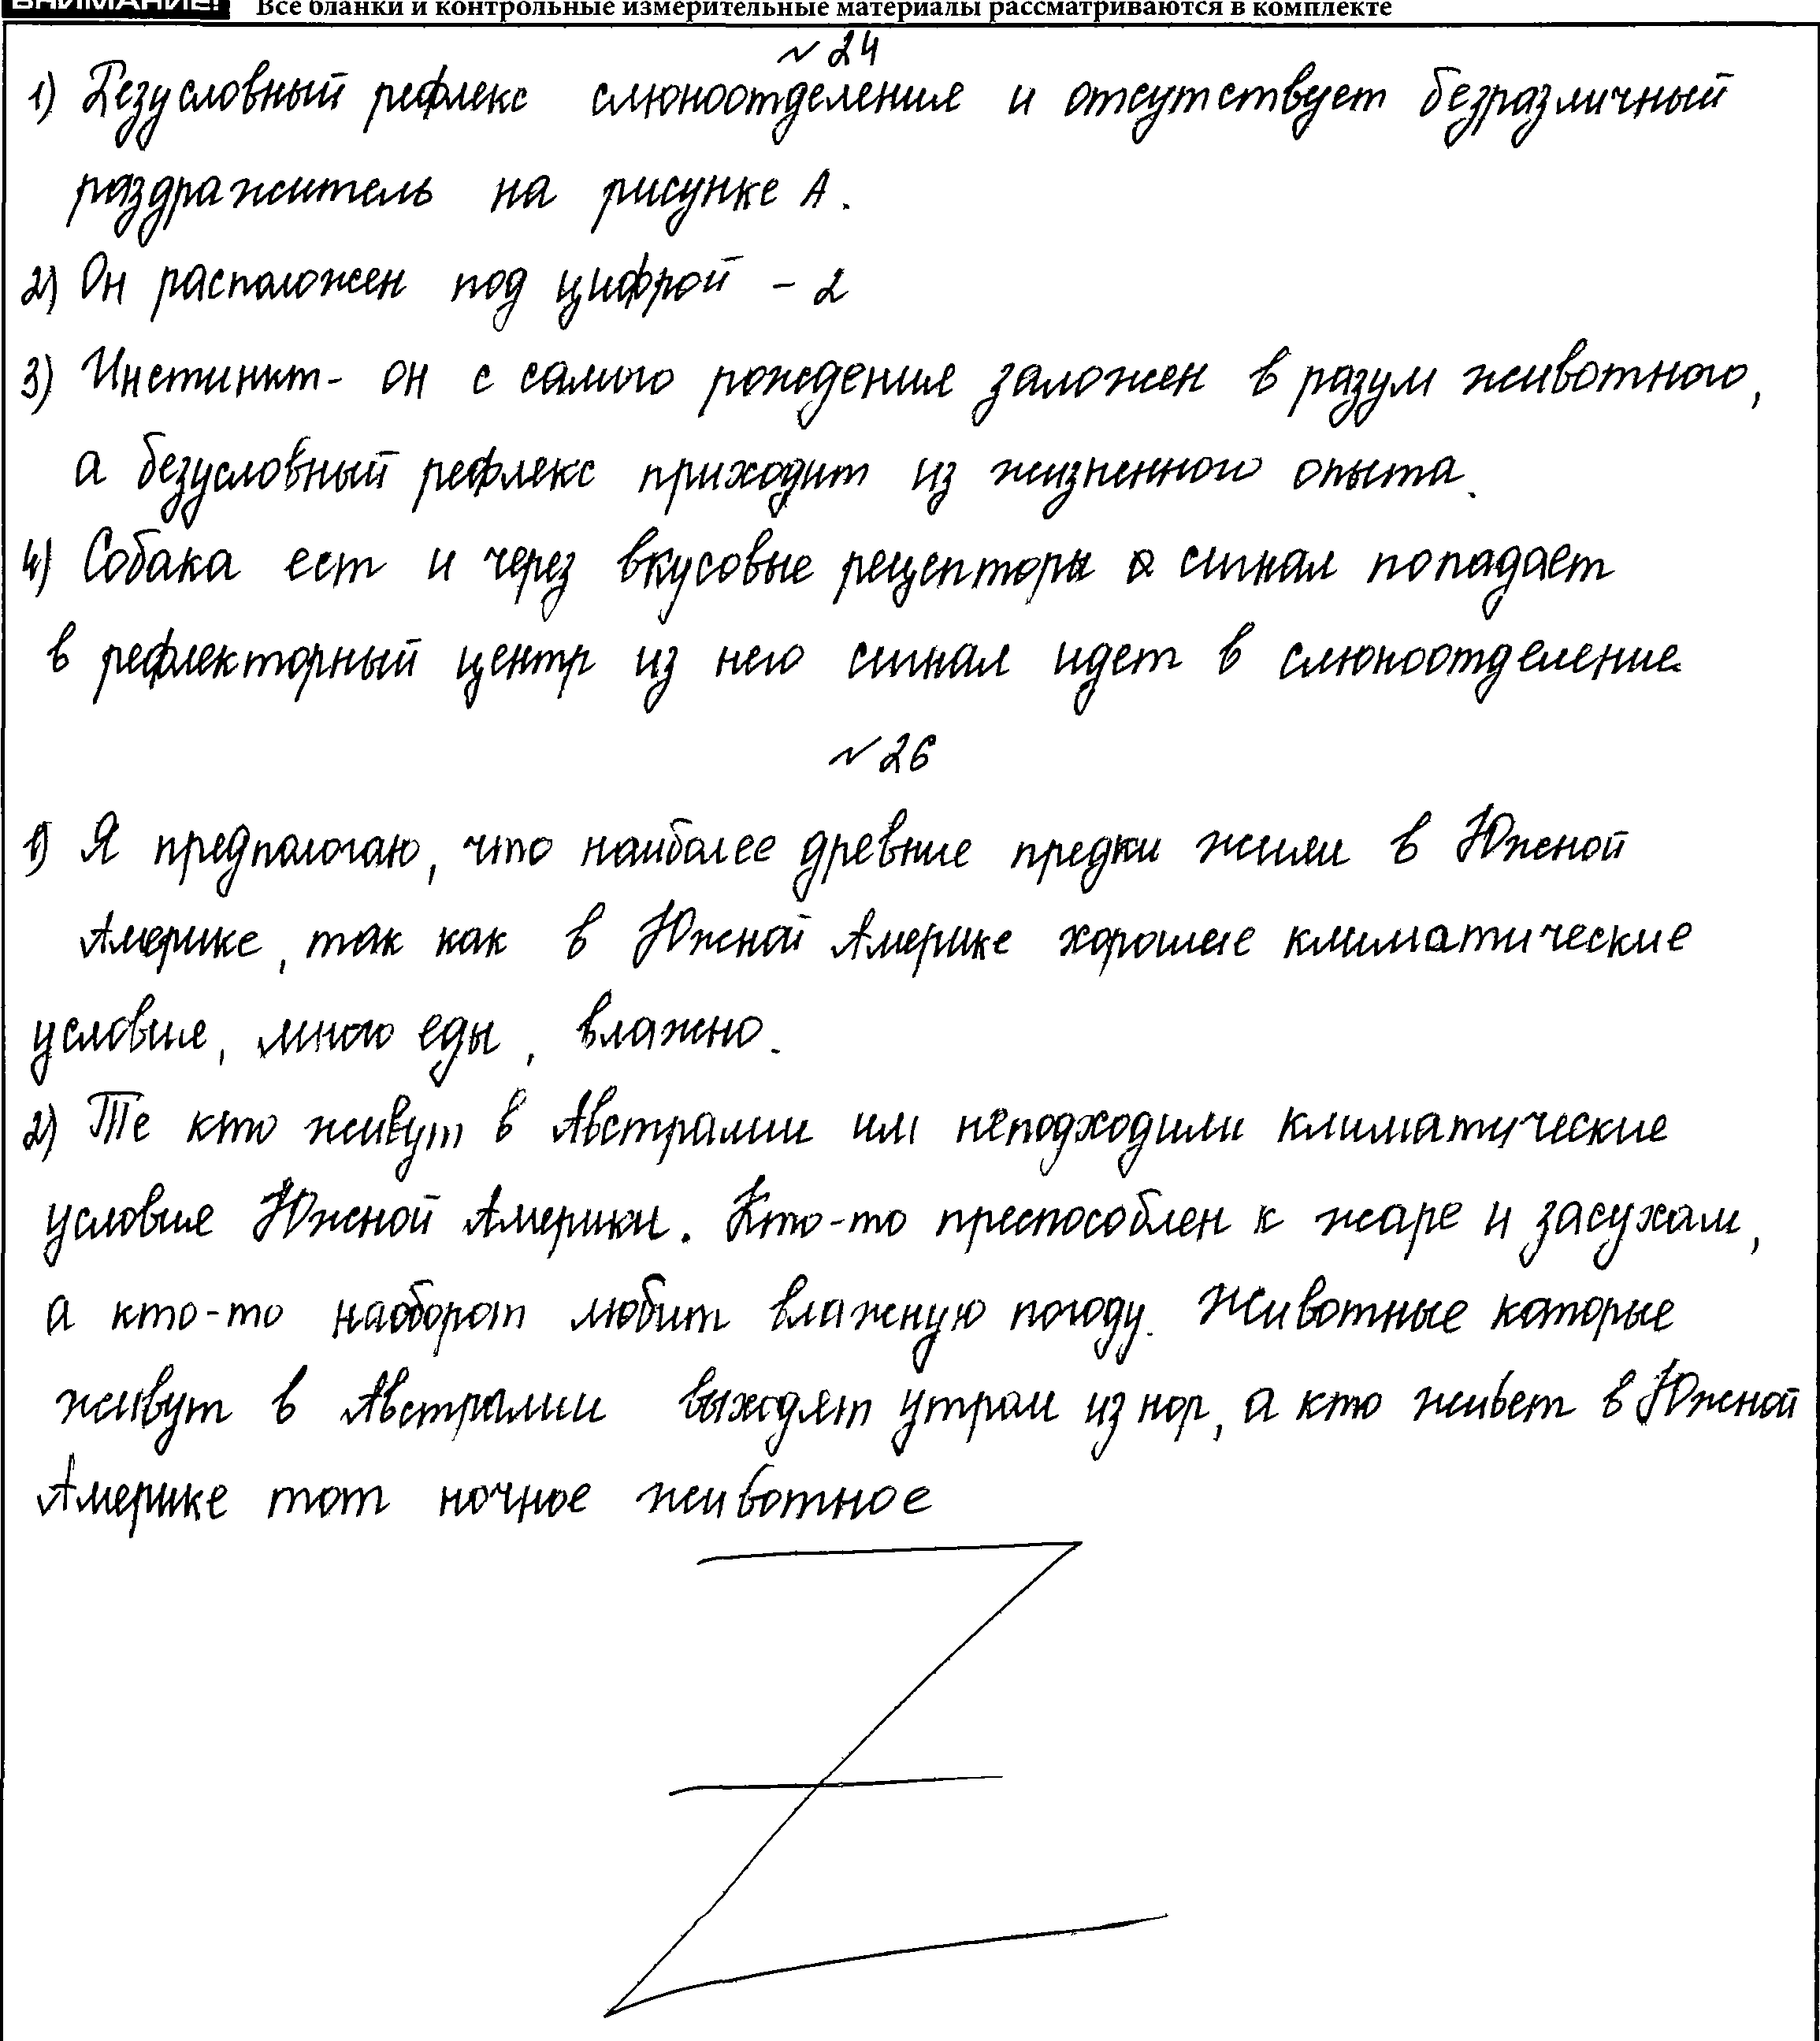 ВНИМАНИЕ! Все бланки и контрольные измерительные материалы рассматриваются в комплекте
№24
1) Безусловный рефлекс слюноотделения и отсутствует безразличный
раздражитель на рисунке А.
2) Он расположен под цифрой - 2
3) Инстинкт - он с самого рождения заложен в разум животного,
а безусловный рефлекс приходит из жизненного опыта.
4) Собака ест и через вкусовые рецепторы сигнал попадает
в рефлекторный центр из него сигнал идет в слюноотделение.
№26
1) Я предпологаю, что наиболее древние предки жили в Южной
Америке, так как в Южной Америке хорошие климатические
условие, много еды, влажно.
2) Те кто живут в Австралии им неподходили климатические
условие Южной Америки. Кто-то преспособлен к жаре и засухам,
а кто-то наоборот любит влажную погоду. Животные которые
живут в Австралии выходят утром из нор, а кто живет в Южной
Америке тот ночное животное